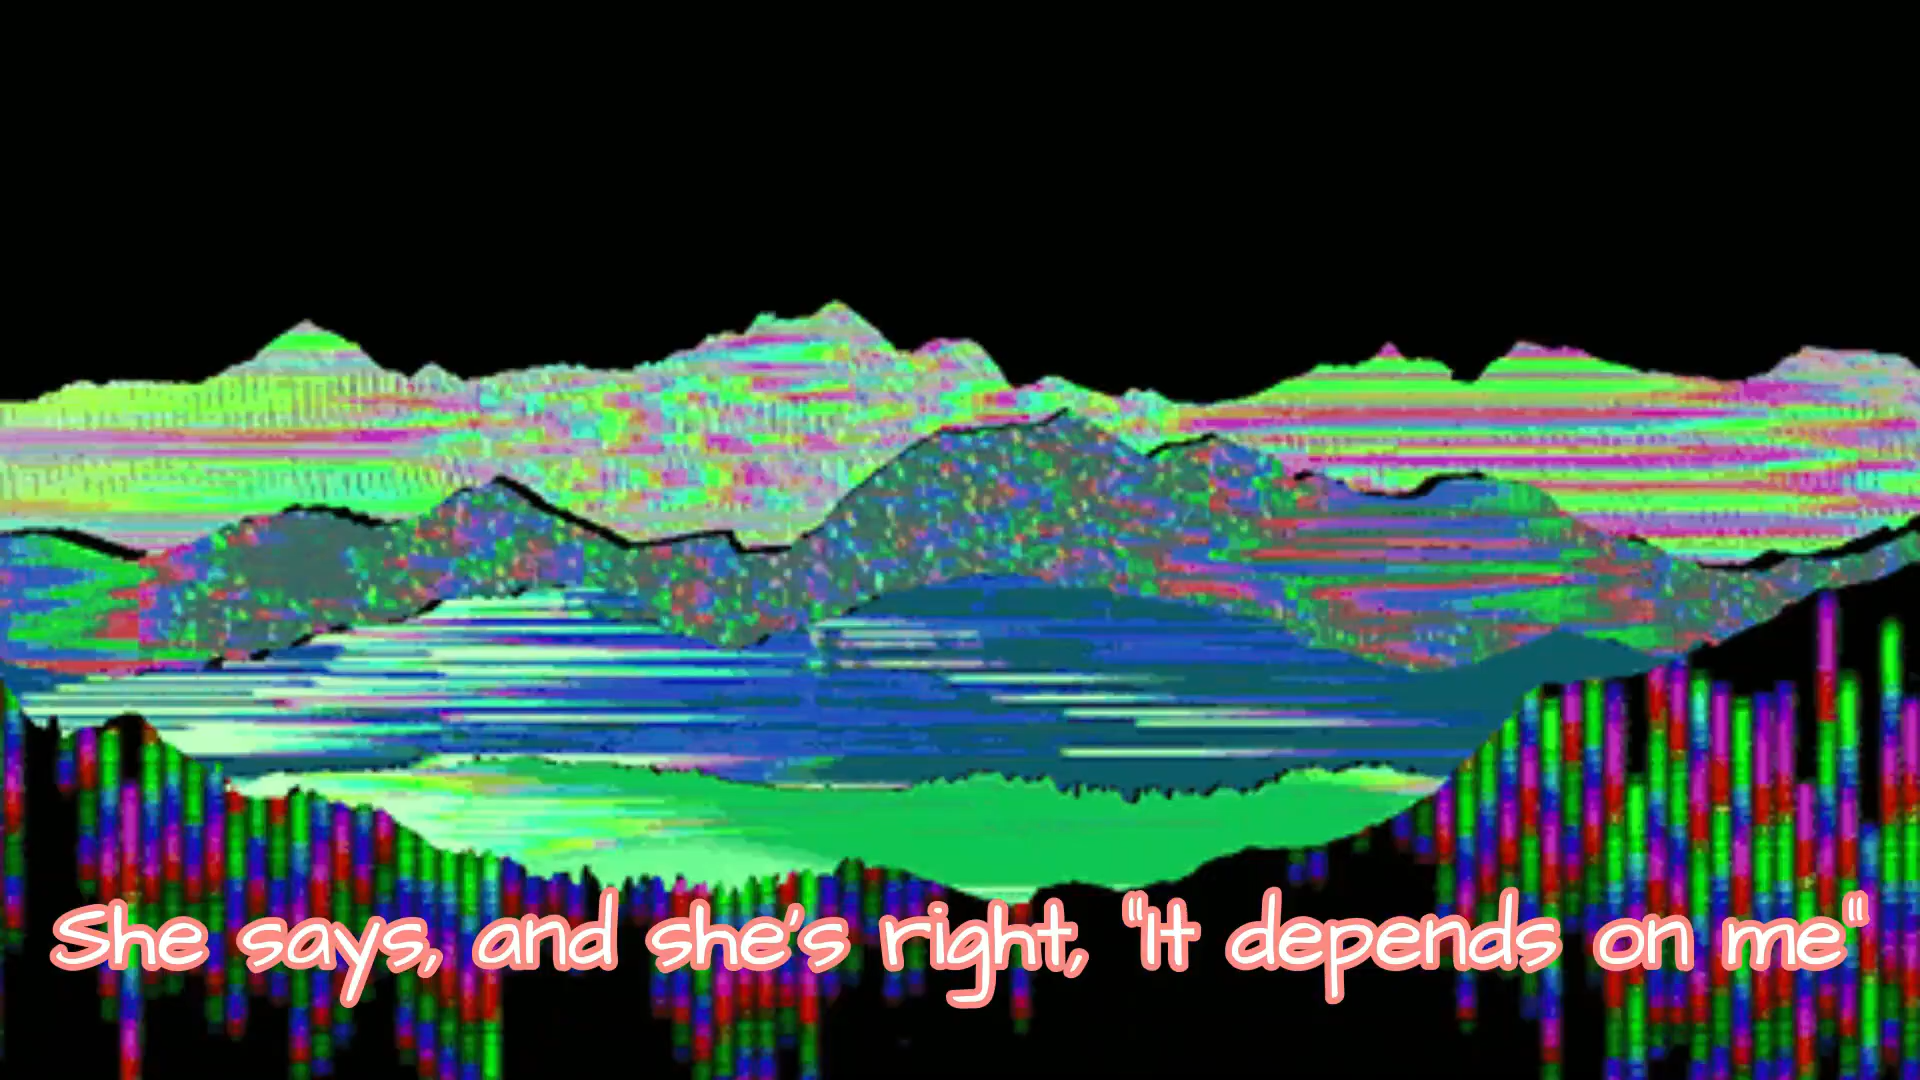 She says, and she's right, "It depends on me"